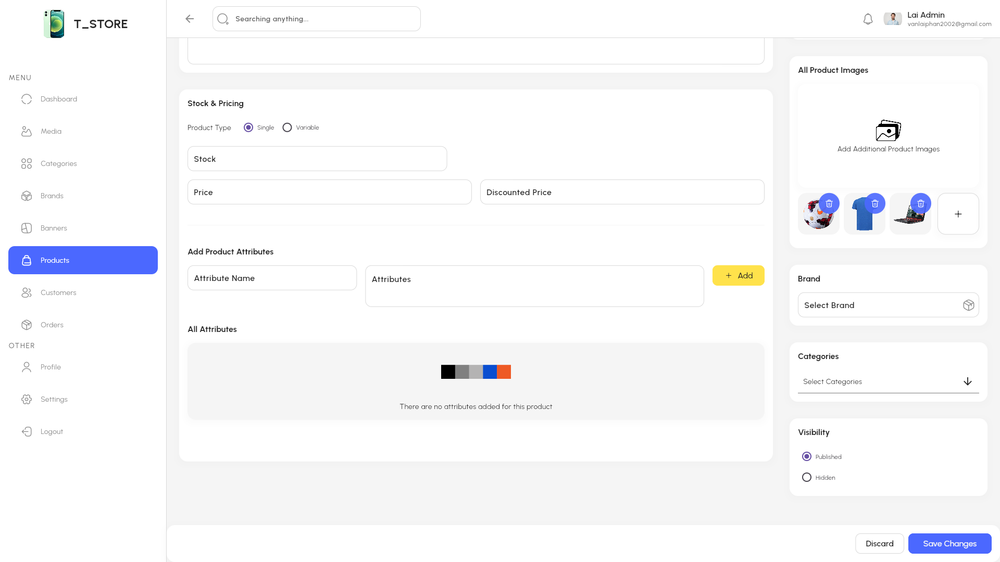 T_STORE
MENU
Dashboard
Media
Categories
Brands
Banners
Products
Customers
Orders
OTHER
Profile
Settings
Logout
Searching anything...
Lai Admin
vanlaiphan2002@gmail.com
Stock & Pricing
Product Type
Single
Variable
Stock
Price
Discounted Price
Add Product Attributes
Attribute Name
Attributes
Add
All Attributes
There are no attributes added for this product
All Product Images
Add Additional Product Images
Brand
Select Brand
Categories
Select Categories
Visibility
Published
Hidden
Discard
Save Changes